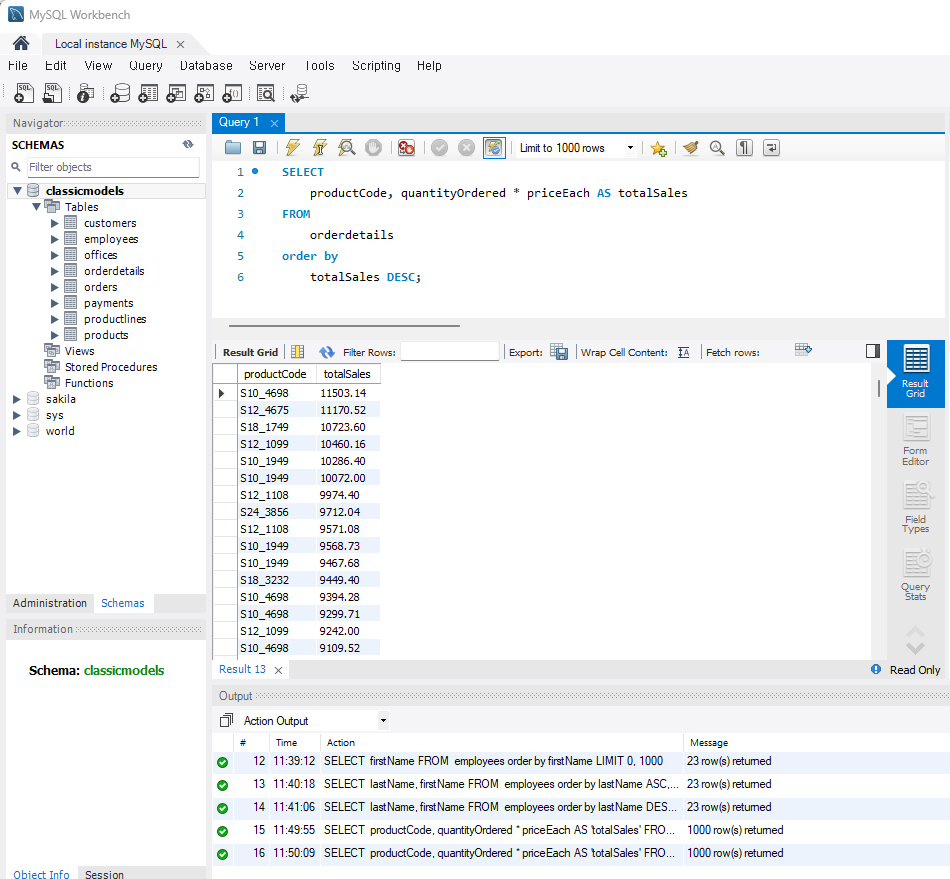 MySQL Workbench
Local instance MySQL
File Edit View Query Database Server Tools Scripting Help
Navigator
SCHEMAS
Filter objects
classicmodels
Tables
customers
employees
offices
orderdetails
orders
payments
productlines
products
Views
Stored Procedures
Functions
sakila
sys
world
Administration Schemas
Information
Schema: classicmodels
Object Info Session
Query 1
Limit to 1000 rows
1 SELECT
2 productCode, quantityOrdered * priceEach AS totalSales
3 FROM
4 orderdetails
5 order by
6 totalSales DESC;
Result Grid Filter Rows: Export: Wrap Cell Content: Fetch rows:
productCode totalSales
S10_4698 11503.14
S12_4675 11170.52
S18_1749 10723.60
S12_1099 10460.16
S10_1949 10286.40
S10_1949 10072.00
S12_1108 9974.40
S24_3856 9712.04
S12_1108 9571.08
S10_1949 9568.73
S10_1949 9467.68
S18_3232 9449.40
S10_4698 9394.28
S10_4698 9299.71
S12_1099 9242.00
S10_4698 9109.52
Result
Grid
Form
Editor
Field
Types
Query
Stats
Result 13
Read Only
Output
Action Output
# Time Action Message
12 11:39:12 SELECT firstName FROM employees order by firstName LIMIT 0, 1000 23 row(s) returned
13 11:40:18 SELECT lastName, firstName FROM employees order by lastName ASC,... 23 row(s) returned
14 11:41:06 SELECT lastName, firstName FROM employees order by lastName DES... 23 row(s) returned
15 11:49:55 SELECT productCode, quantityOrdered * priceEach AS 'totalSales' FRO... 1000 row(s) returned
16 11:50:09 SELECT productCode, quantityOrdered * priceEach AS 'totalSales' FRO... 1000 row(s) returned